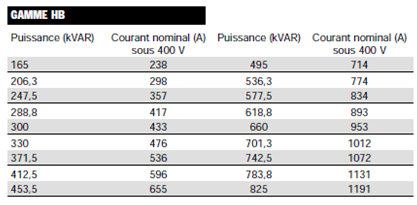 GAMME HB
Puissance (kVAR) Courant nominal (A) Puissance (kVAR) Courant nominal (A)
sous 400 V sous 400 V
165 238 495 714
206,3 298 536,3 774
247,5 357 577,5 834
288,8 417 618,8 893
300 433 660 953
330 476 701,3 1012
371,5 536 742,5 1072
412,5 596 783,8 1131
453,5 655 825 1191